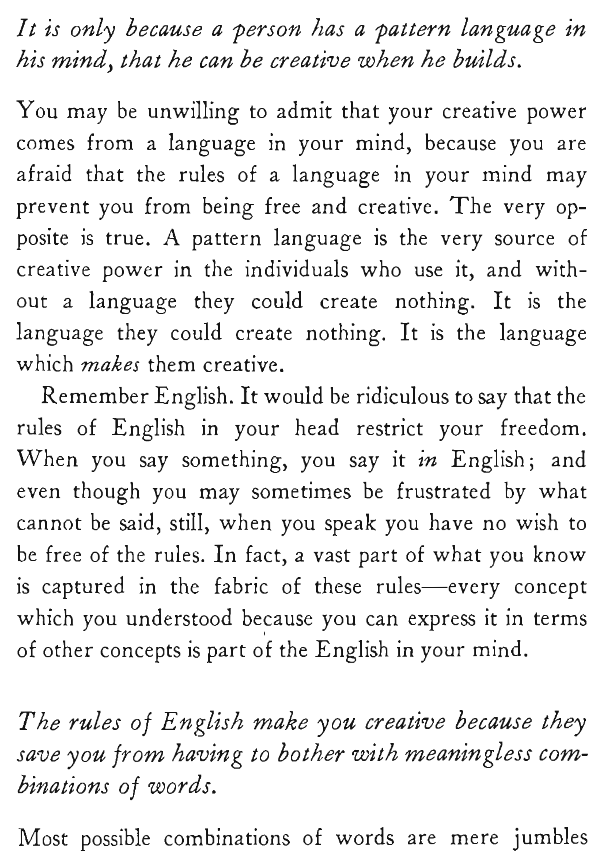 It is only because a person has a pattern language in
his mind, that he can be creative when he builds.
You may be unwilling to admit that your creative power
comes from a language in your mind, because you are
afraid that the rules of a language in your mind may
prevent you from being free and creative. The very op-
posite is true. A pattern language is the very source of
creative power in the individuals who use it, and with-
out a language they could create nothing. It is the
language they could create nothing. It is the language
which makes them creative.
Remember English. It would be ridiculous to say that the
rules of English in your head restrict your freedom.
When you say something, you say it in English; and
even though you may sometimes be frustrated by what
cannot be said, still, when you speak you have no wish to
be free of the rules. In fact, a vast part of what you know
is captured in the fabric of these rules—every concept
which you understood because you can express it in terms
of other concepts is part of the English in your mind.
The rules of English make you creative because they
save you from having to bother with meaningless com-
binations of words.
Most possible combinations of words are mere jumbles